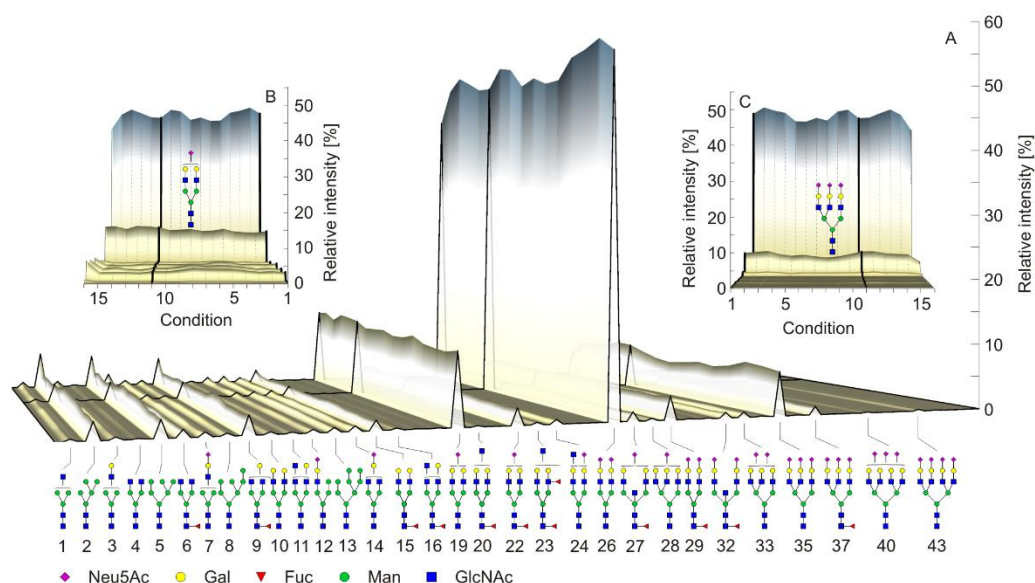 A
60
50
40
30
20
10
0
Relative intensity [%]
B
50
40
30
20
10
0
Relative intensity [%]
15 10 5 1
Condition
C
50
40
30
20
10
0
Relative intensity [%]
1 5 10 15
Condition
1 2 3 4 5 6 7 8 9 10 11 12 13 14 15 16 19 20 22 23 24 26 27 28 29 32 33 35 37 40 43
Neu5Ac Gal Fuc Man GlcNAc